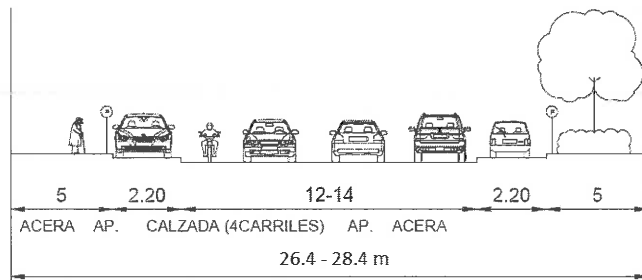 5 2.20 12-14 2.20 5
ACERA AP. CALZADA (4CARRILES) AP. ACERA
26.4 - 28.4 m